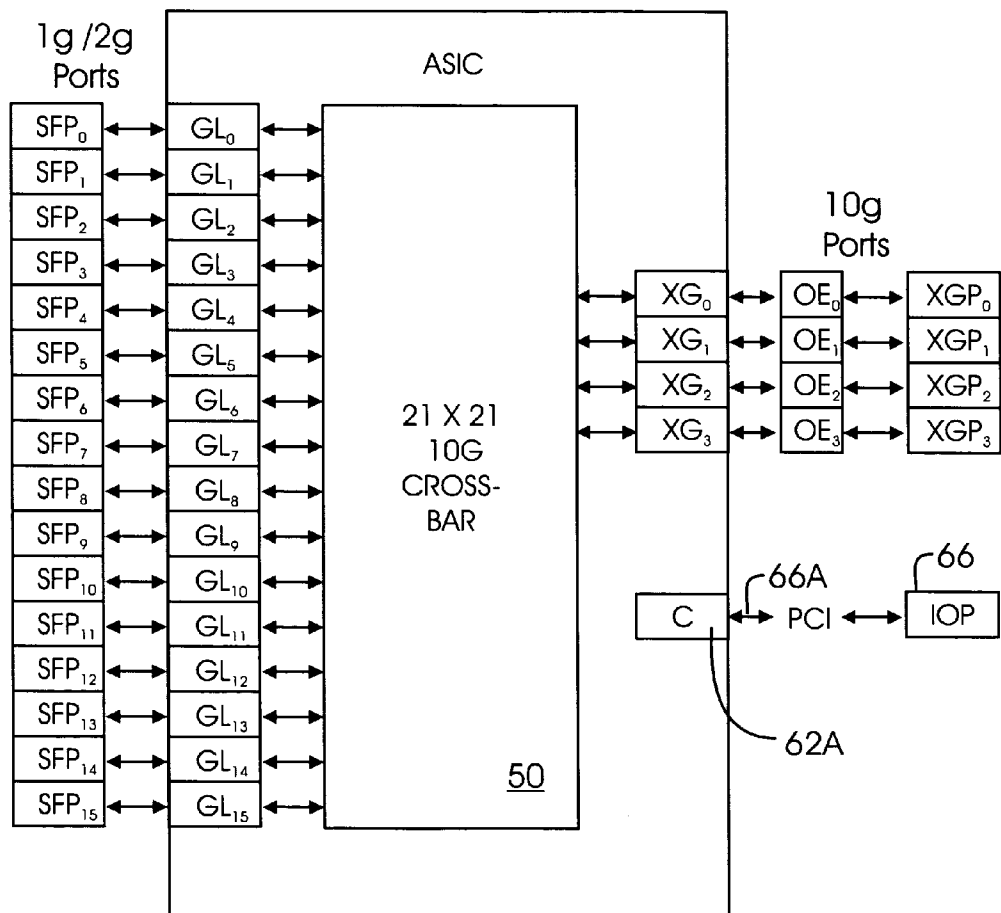 1g /2g
Ports
ASIC
SFP₀ GL₀
SFP₁ GL₁
SFP₂ GL₂
SFP₃ GL₃
SFP₄ GL₄
SFP₅ GL₅
SFP₆ GL₆
SFP₇ GL₇
SFP₈ GL₈
SFP₉ GL₉
SFP₁₀ GL₁₀
SFP₁₁ GL₁₁
SFP₁₂ GL₁₂
SFP₁₃ GL₁₃
SFP₁₄ GL₁₄
SFP₁₅ GL₁₅
21 X 21
10G
CROSS-
BAR
50
10g
Ports
XG₀ OE₀ XGP₀
XG₁ OE₁ XGP₁
XG₂ OE₂ XGP₂
XG₃ OE₃ XGP₃
66A 66
C PCI IOP
62A